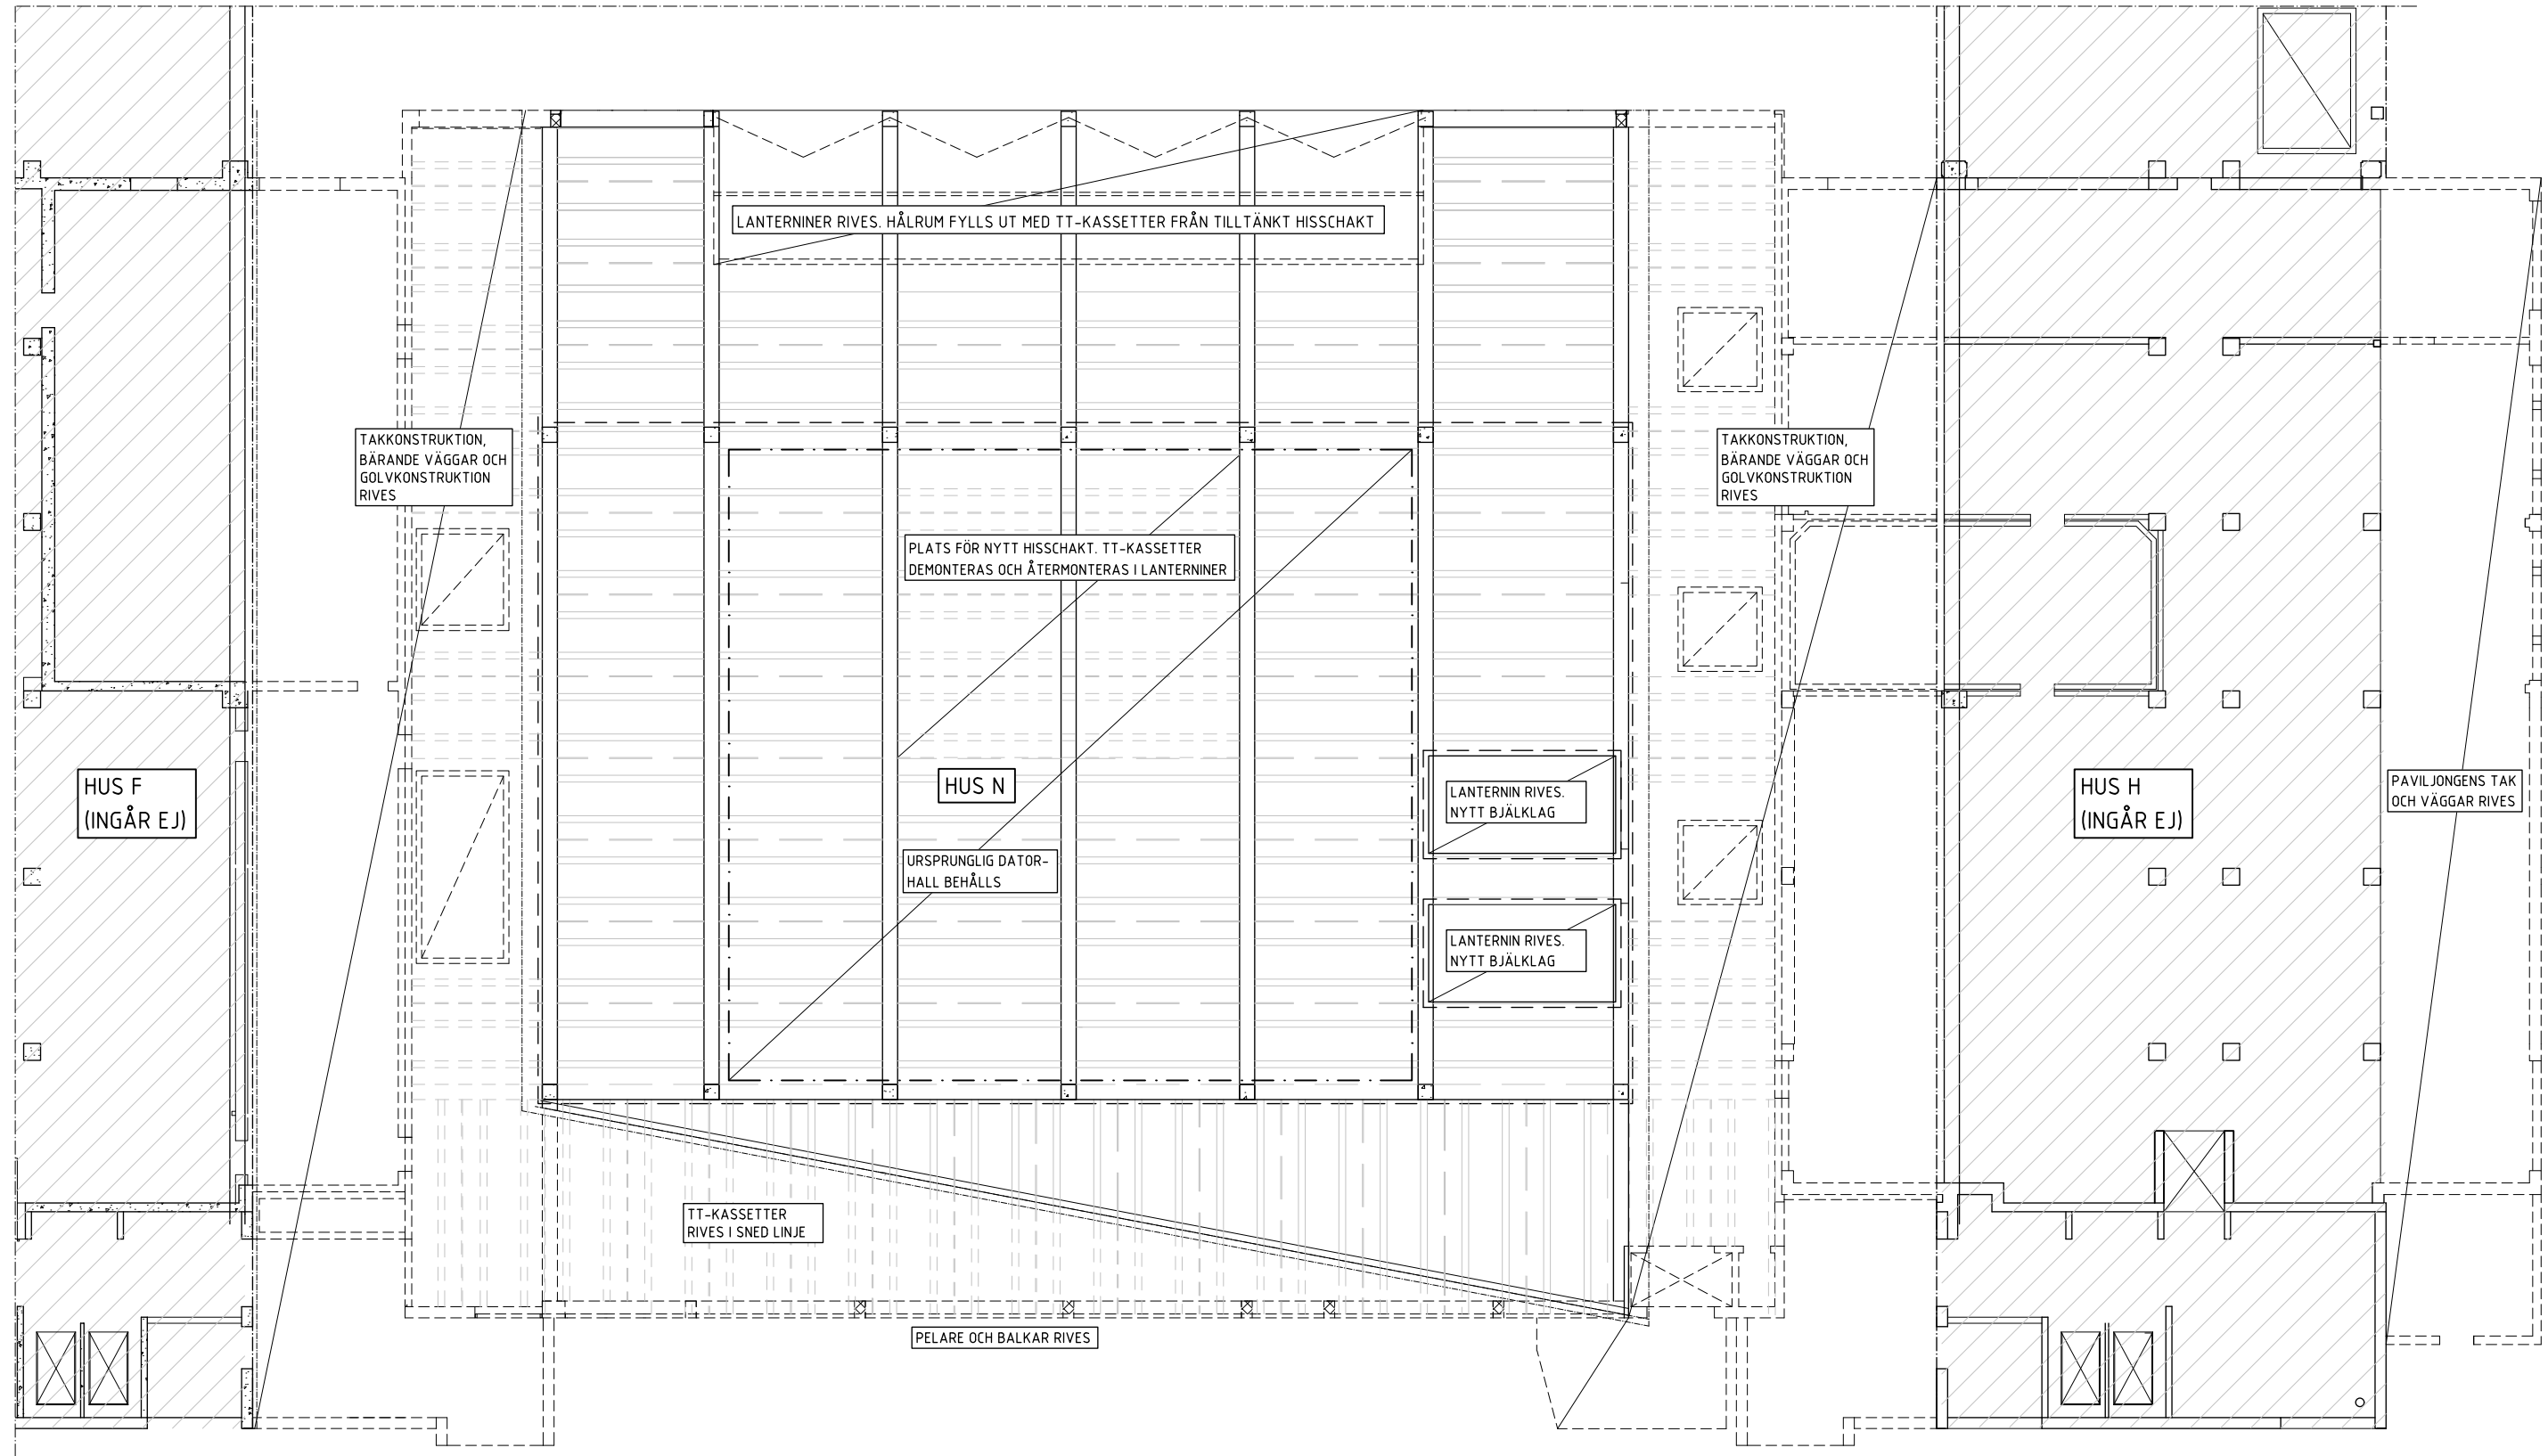 LANTERNINER RIVES. HÅLRUM FYLLS UT MED TT-KASSETTER FRÅN TILLTÄNKT HISSCHAKT
TAKKONSTRUKTION,
BÄRANDE VÄGGAR OCH
GOLVKONSTRUKTION
RIVES
TAKKONSTRUKTION,
BÄRANDE VÄGGAR OCH
GOLVKONSTRUKTION
RIVES
PLATS FÖR NYTT HISSCHAKT. TT-KASSETTER
DEMONTERAS OCH ÅTERMONTERAS I LANTERNINER
HUS F
(INGÅR EJ)
HUS N
LANTERNIN RIVES.
NYTT BJÄLKLAG
HUS H
(INGÅR EJ)
PAVILJONGENS TAK
OCH VÄGGAR RIVES
URSPRUNGLIG DATOR-
HALL BEHÅLLS
LANTERNIN RIVES.
NYTT BJÄLKLAG
TT-KASSETTER
RIVES I SNED LINJE
PELARE OCH BALKAR RIVES